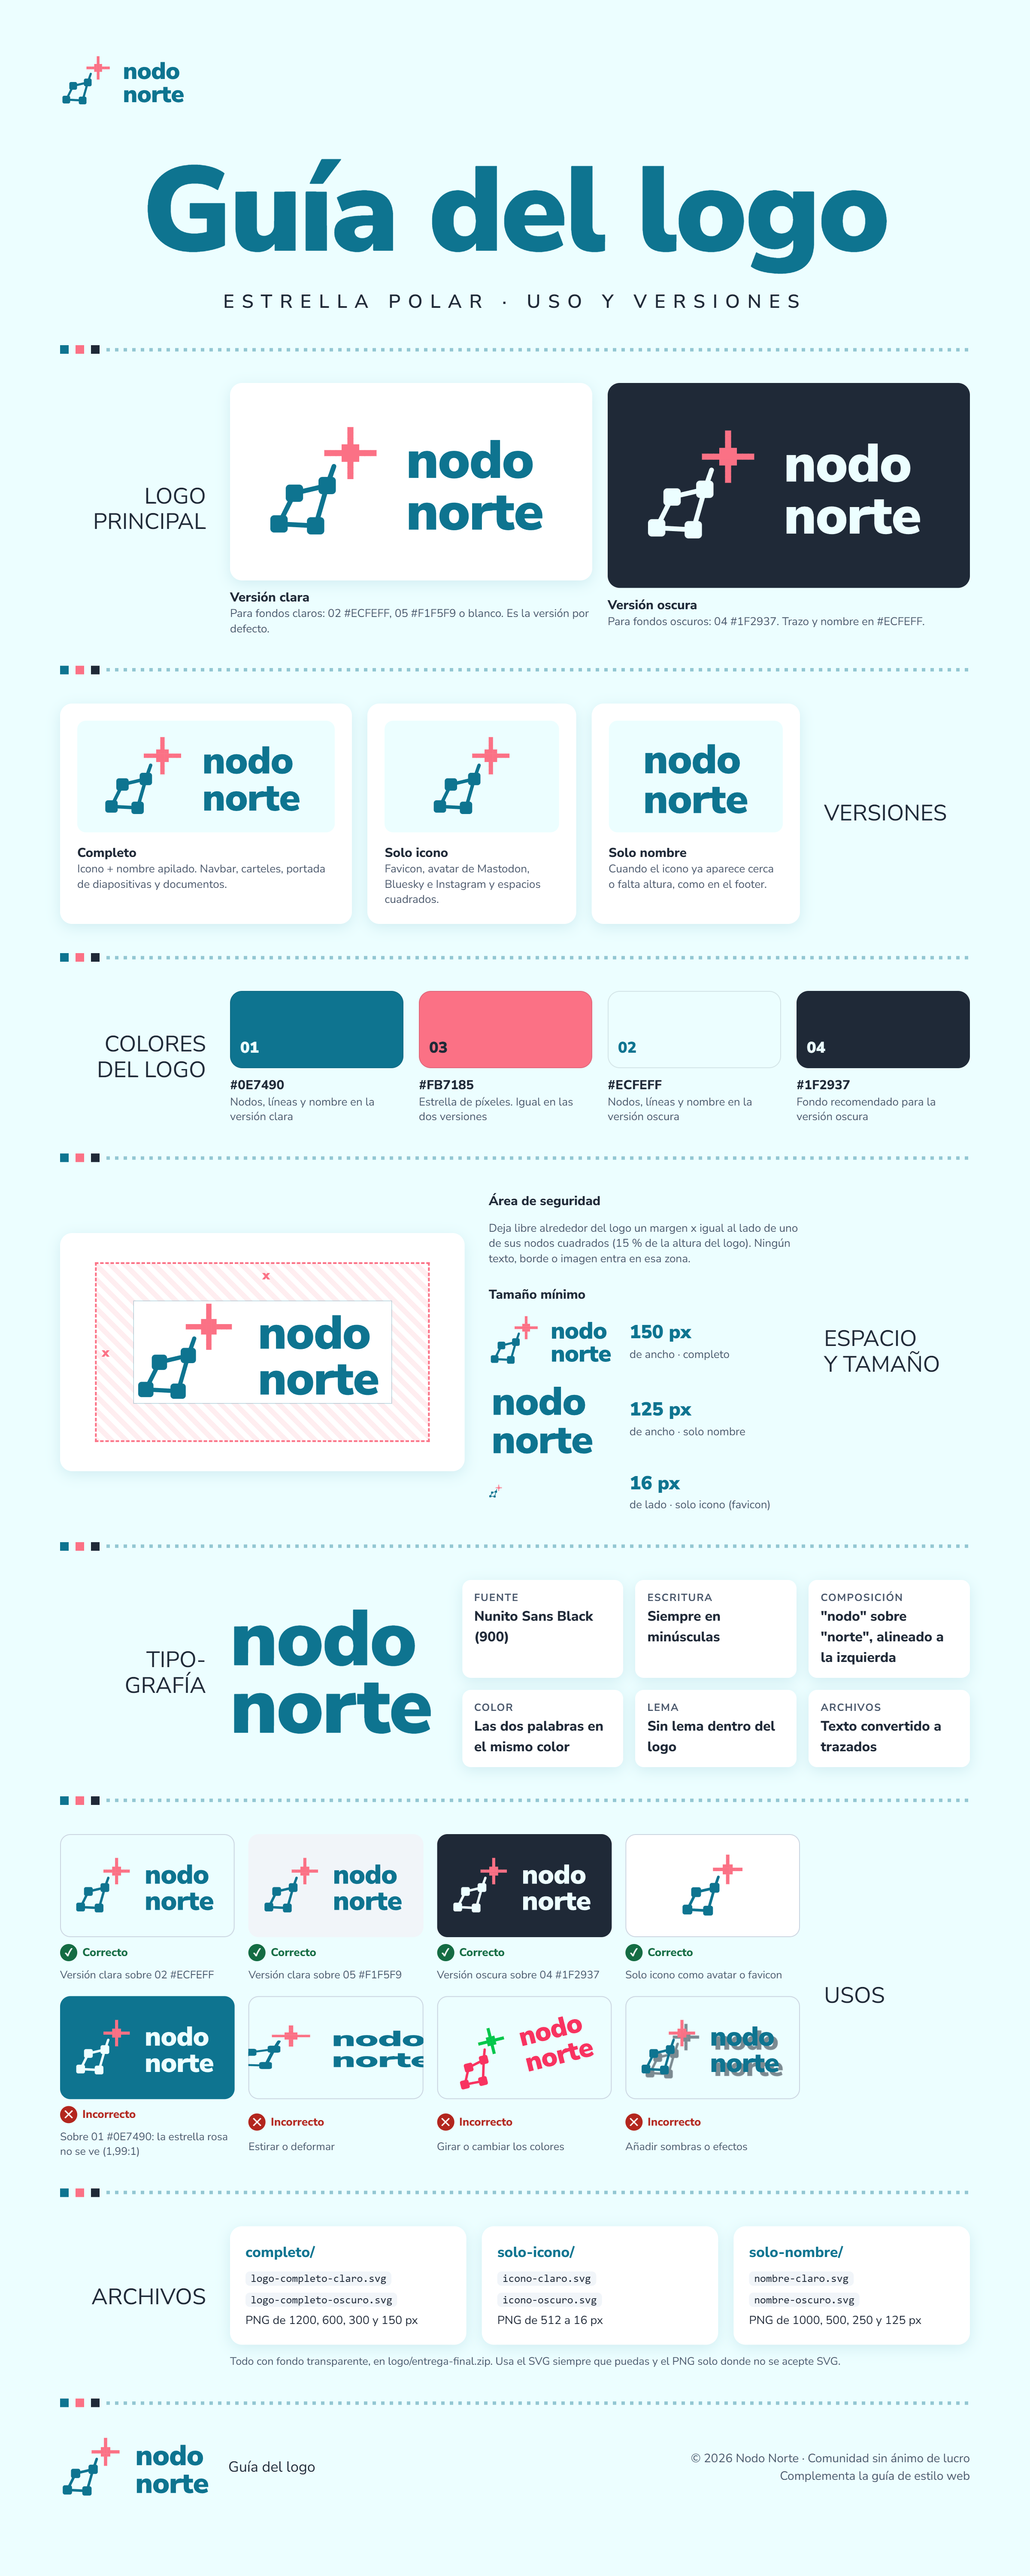 nodo
norte
Guía del logo
ESTRELLA POLAR · USO Y VERSIONES
LOGO
PRINCIPAL
nodo
norte
Versión clara
Para fondos claros: 02 #ECFEFF, 05 #F1F5F9 o blanco. Es la versión por
defecto.
nodo
norte
Versión oscura
Para fondos oscuros: 04 #1F2937. Trazo y nombre en #ECFEFF.
nodo
norte
Completo
Icono + nombre apilado. Navbar, carteles, portada
de diapositivas y documentos.
Solo icono
Favicon, avatar de Mastodon,
Bluesky e Instagram y espacios
cuadrados.
nodo
norte
Solo nombre
Cuando el icono ya aparece cerca
o falta altura, como en el footer.
VERSIONES
COLORES
DEL LOGO
01
#0E7490
Nodos, líneas y nombre en la
versión clara
03
#FB7185
Estrella de píxeles. Igual en las
dos versiones
02
#ECFEFF
Nodos, líneas y nombre en la
versión oscura
04
#1F2937
Fondo recomendado para la
versión oscura
x
x
nodo
norte
Área de seguridad
Deja libre alrededor del logo un margen x igual al lado de uno
de sus nodos cuadrados (15 % de la altura del logo). Ningún
texto, borde o imagen entra en esa zona.
Tamaño mínimo
nodo
norte
150 px
de ancho · completo
nodo
norte
125 px
de ancho · solo nombre
16 px
de lado · solo icono (favicon)
ESPACIO
Y TAMAÑO
TIPO-
GRAFÍA
nodo
norte
FUENTE
Nunito Sans Black
(900)
ESCRITURA
Siempre en
minúsculas
COMPOSICIÓN
"nodo" sobre
"norte", alineado a
la izquierda
COLOR
Las dos palabras en
el mismo color
LEMA
Sin lema dentro del
logo
ARCHIVOS
Texto convertido a
trazados
nodo
norte
Correcto
Versión clara sobre 02 #ECFEFF
nodo
norte
Correcto
Versión clara sobre 05 #F1F5F9
nodo
norte
Correcto
Versión oscura sobre 04 #1F2937
Correcto
Solo icono como avatar o favicon
USOS
nodo
norte
Incorrecto
Sobre 01 #0E7490: la estrella rosa
no se ve (1,99:1)
nodo
norte
Incorrecto
Estirar o deformar
nodo
norte
Incorrecto
Girar o cambiar los colores
nodo
norte
Incorrecto
Añadir sombras o efectos
ARCHIVOS
completo/
logo-completo-claro.svg
logo-completo-oscuro.svg
PNG de 1200, 600, 300 y 150 px
solo-icono/
icono-claro.svg
icono-oscuro.svg
PNG de 512 a 16 px
solo-nombre/
nombre-claro.svg
nombre-oscuro.svg
PNG de 1000, 500, 250 y 125 px
Todo con fondo transparente, en logo/entrega-final.zip. Usa el SVG siempre que puedas y el PNG solo donde no se acepte SVG.
nodo
norte
Guía del logo
© 2026 Nodo Norte · Comunidad sin ánimo de lucro
Complementa la guía de estilo web